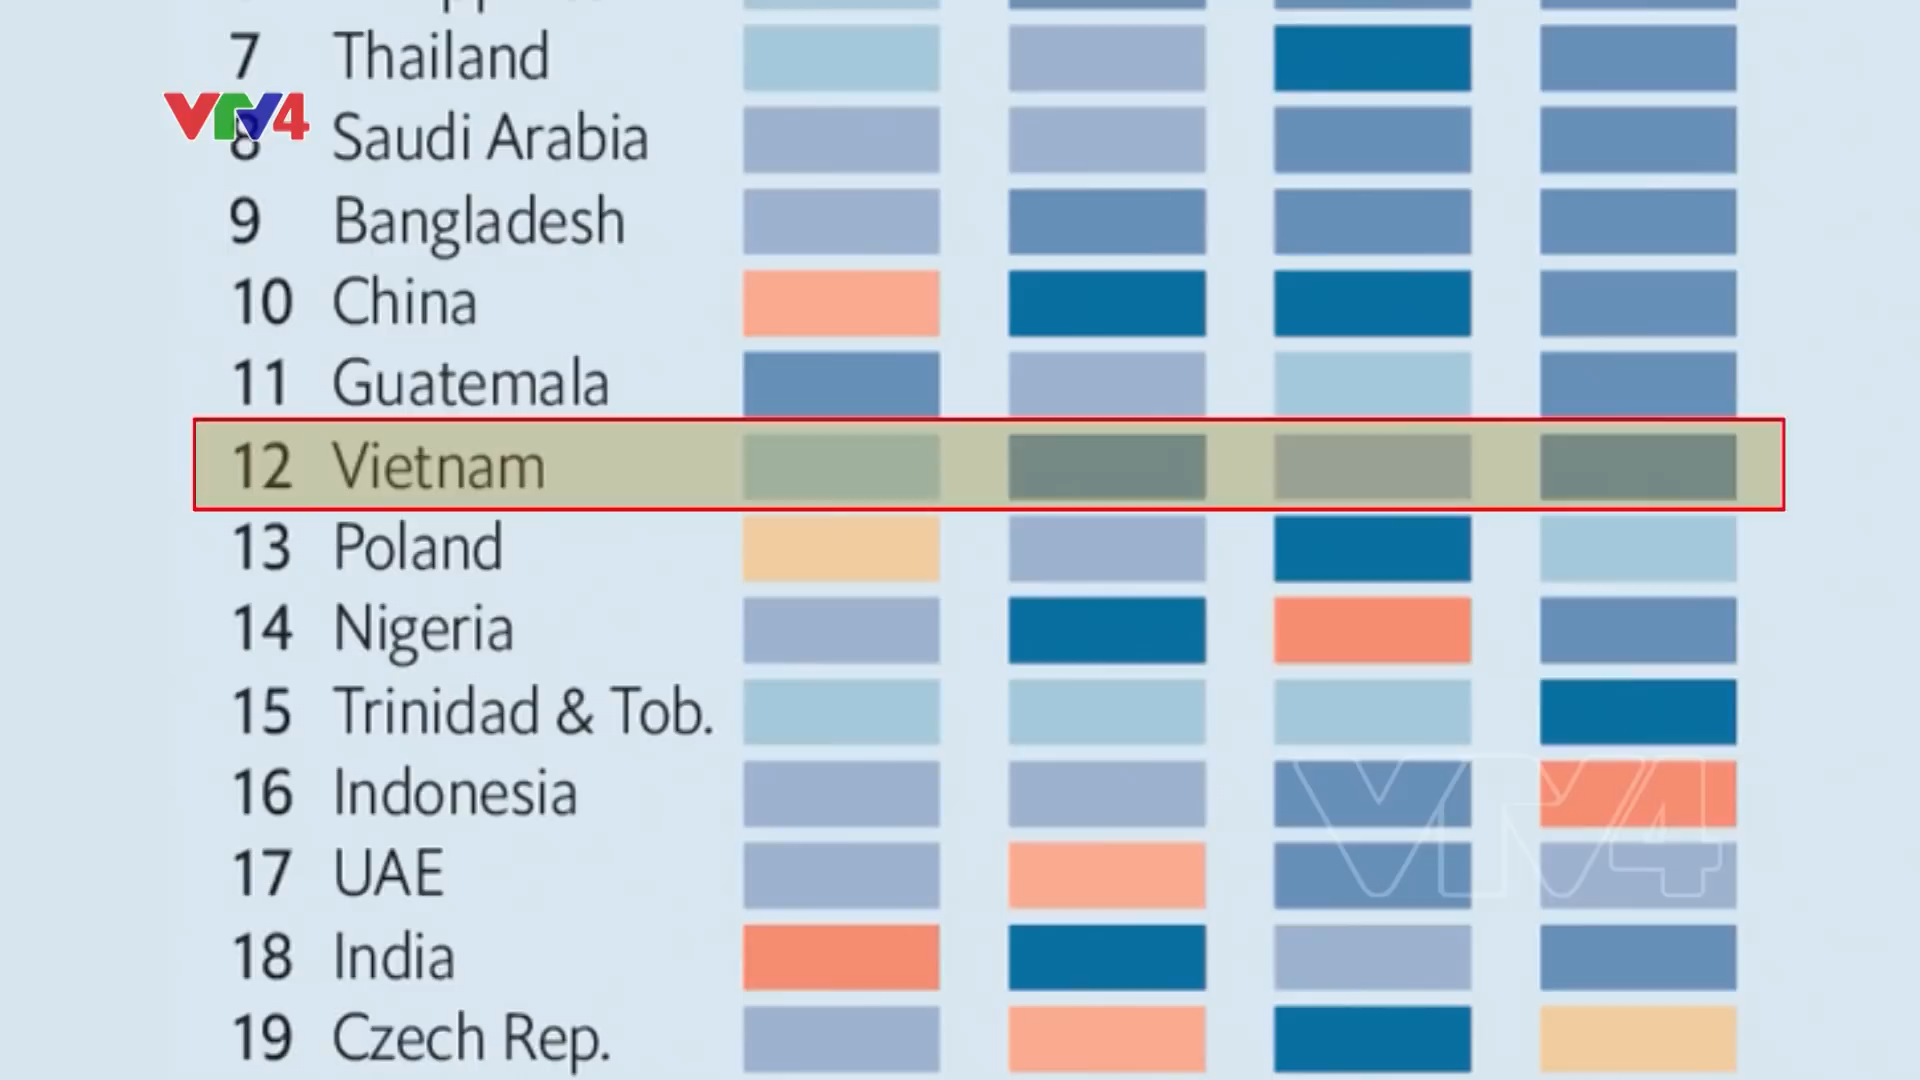 7 Thailand
VTV4
8 Saudi Arabia
9 Bangladesh
10 China
11 Guatemala
12 Vietnam
13 Poland
14 Nigeria
15 Trinidad & Tob.
16 Indonesia
VTV4
17 UAE
18 India
19 Czech Rep.